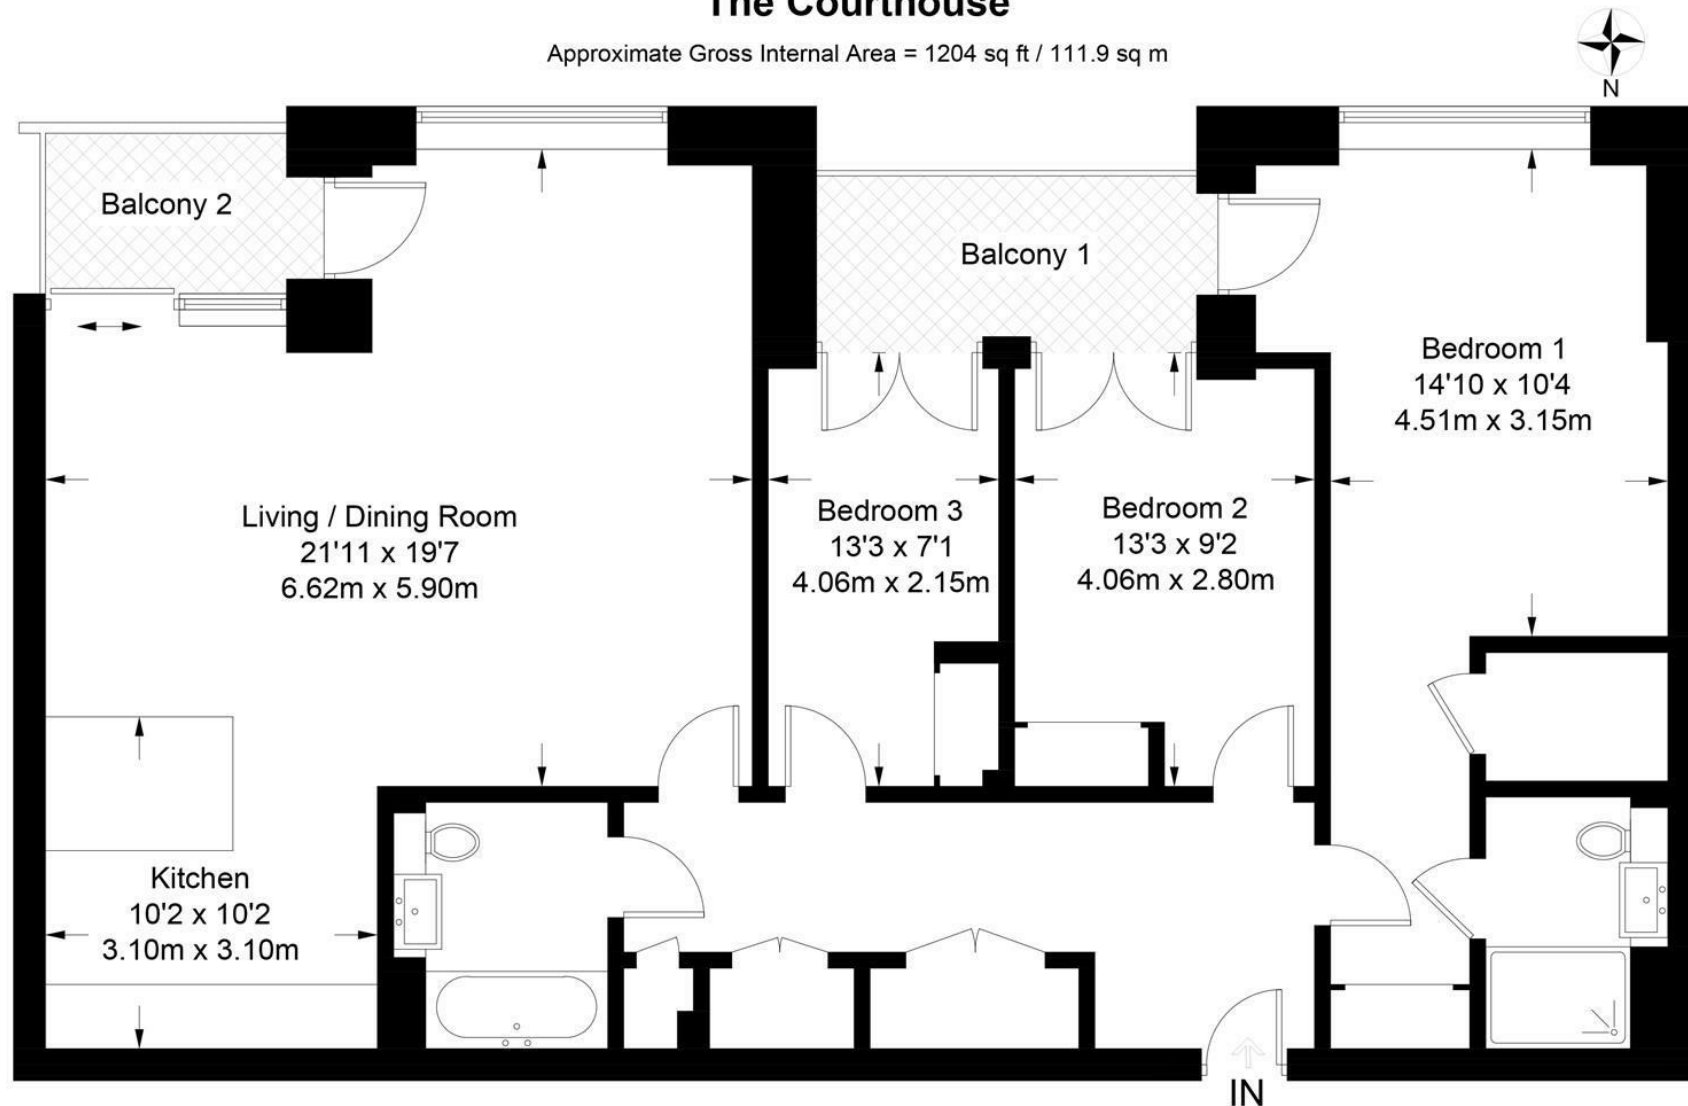 The Courthouse
Approximate Gross Internal Area = 1204 sq ft / 111.9 sq m
N
Balcony 2
Balcony 1
Bedroom 1
14'10 x 10'4
4.51m x 3.15m
Living / Dining Room
21'11 x 19'7
6.62m x 5.90m
Bedroom 3
13'3 x 7'1
4.06m x 2.15m
Bedroom 2
13'3 x 9'2
4.06m x 2.80m
Kitchen
10'2 x 10'2
3.10m x 3.10m
IN